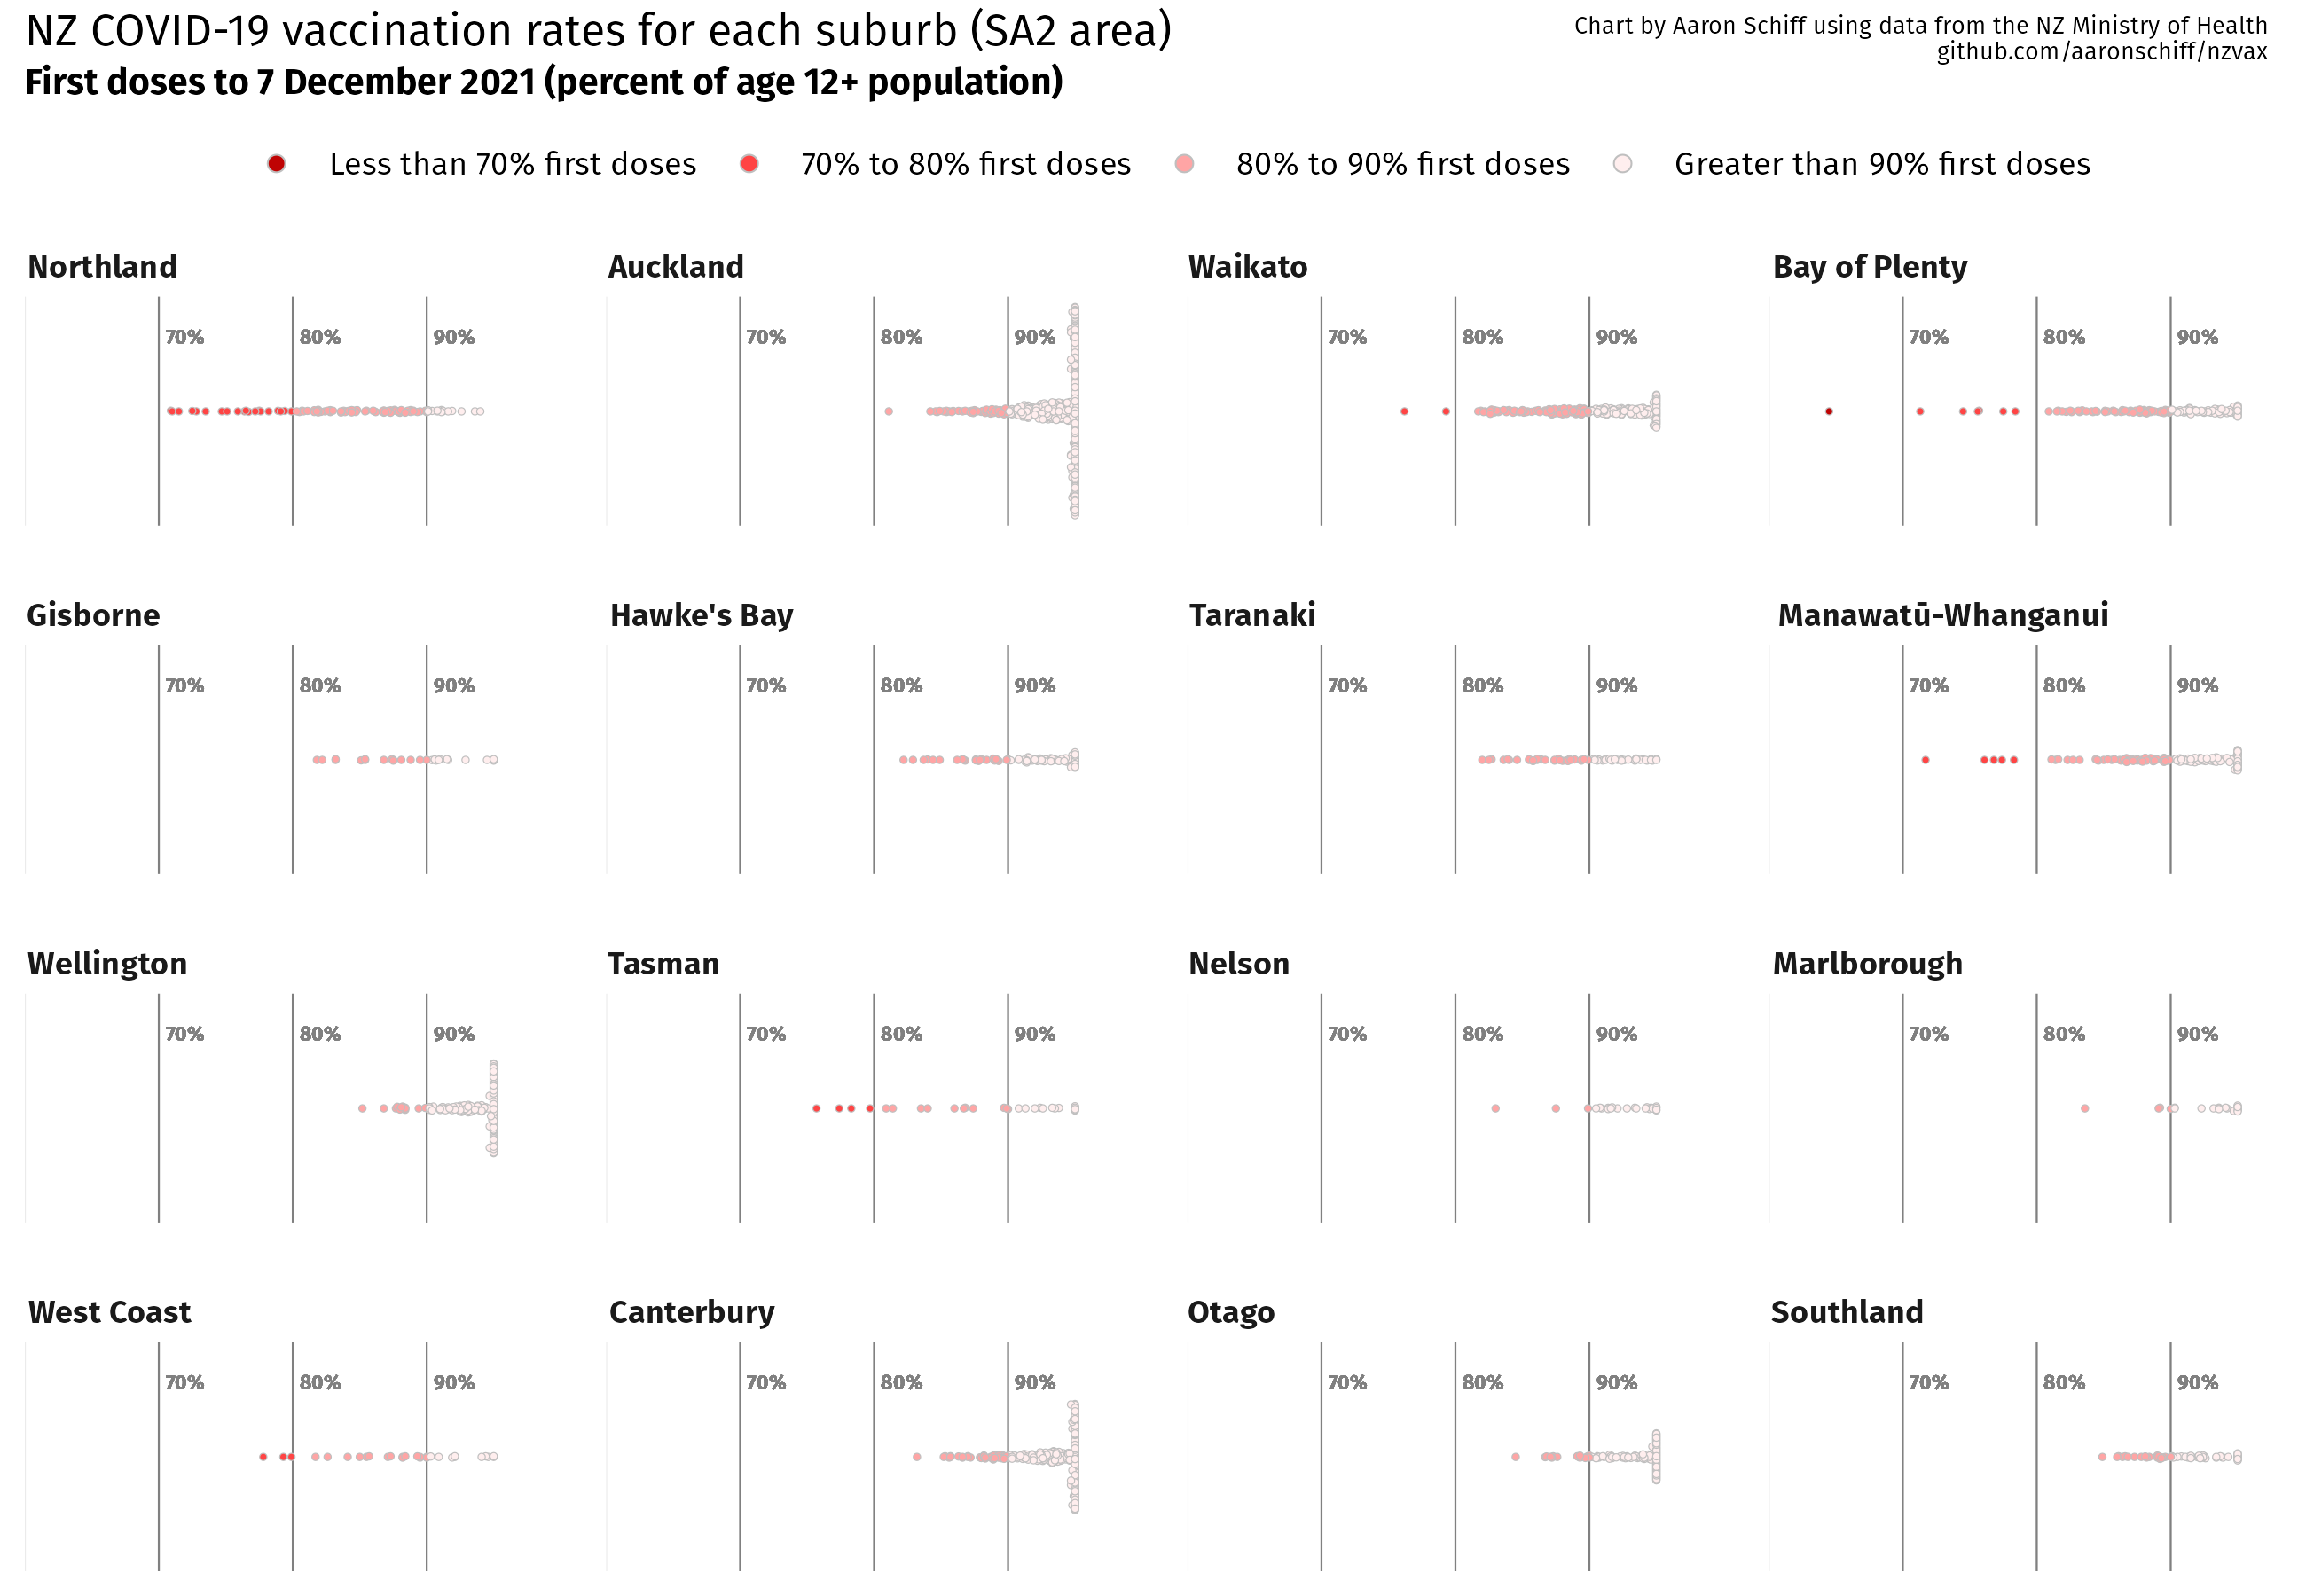 NZ COVID-19 vaccination rates for each suburb (SA2 area)
First doses to 7 December 2021 (percent of age 12+ population)
Chart by Aaron Schiff using data from the NZ Ministry of Health
github.com/aaronschiff/nzvax
Less than 70% first doses 70% to 80% first doses 80% to 90% first doses Greater than 90% first doses
Northland Auckland Waikato Bay of Plenty
70% 80% 90% 70% 80% 90% 70% 80% 90% 70% 80% 90%
Gisborne Hawke's Bay Taranaki Manawatū-Whanganui
70% 80% 90% 70% 80% 90% 70% 80% 90% 70% 80% 90%
Wellington Tasman Nelson Marlborough
70% 80% 90% 70% 80% 90% 70% 80% 90% 70% 80% 90%
West Coast Canterbury Otago Southland
70% 80% 90% 70% 80% 90% 70% 80% 90% 70% 80% 90%